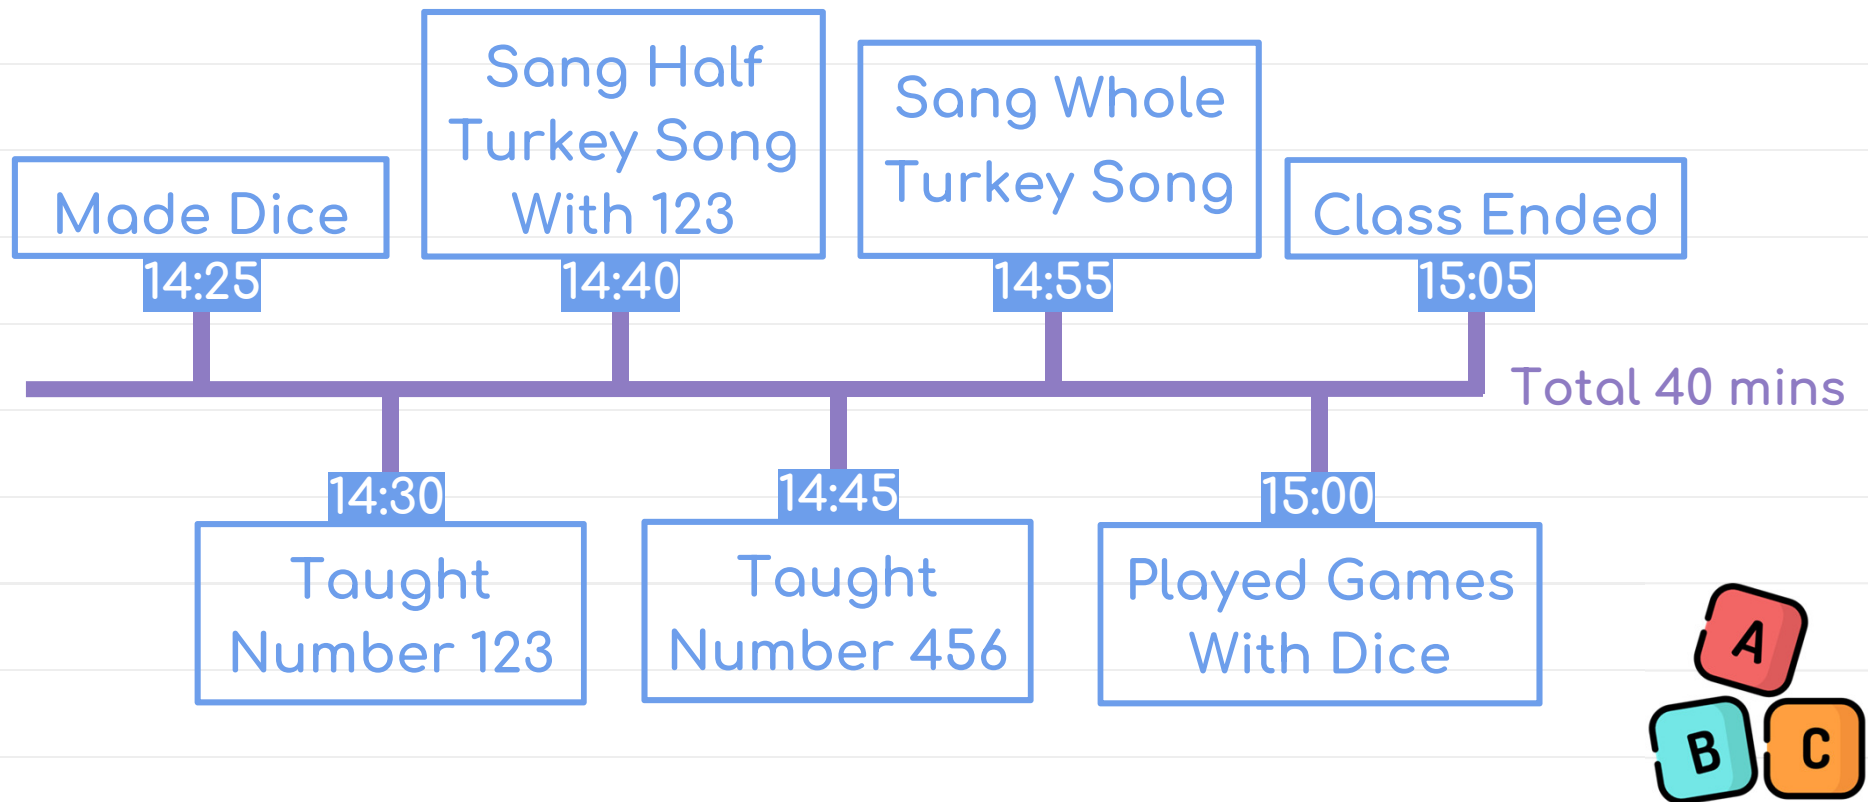 Made Dice
14:25
Sang Half
Turkey Song
With 123
14:40
Sang Whole
Turkey Song
14:55
Class Ended
15:05
Total 40 mins
14:30
Taught
Number 123
14:45
Taught
Number 456
15:00
Played Games
With Dice
A
B
C